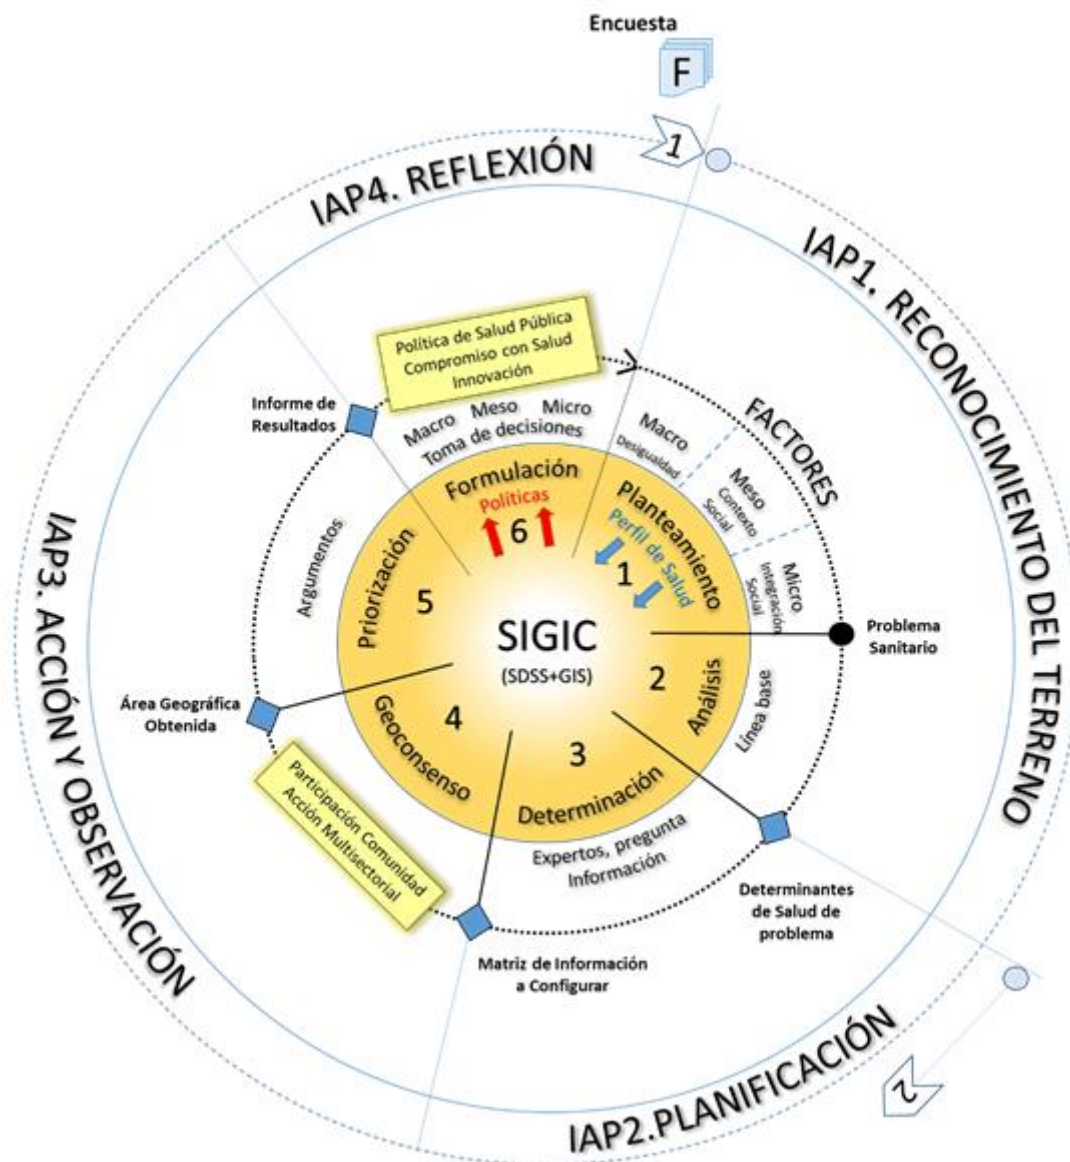 Encuesta
F
1
IAP4. REFLEXIÓN
IAP1. RECONOCIMIENTO DEL TERRENO
Política de Salud Pública
Compromiso con Salud
Innovación
Informe de
Resultados
Macro Meso Micro
Toma de decisiones
Macro
Desigualdad
FACTORES
Meso
Contexto
Social
Micro
Integración
Social
Formulación
Políticas
6
Planteamiento
Perfil de Salud
1
Argumentos
Priorización
5
SIGIC
(SDSS+GIS)
Problema
Sanitario
2
Análisis
Línea base
Área Geográfica
Obtenida
4
Geoconsenso
3
Determinación
Expertos, pregunta
Información
IAP3. ACCIÓN Y OBSERVACIÓN
Participación Comunidad
Acción Multisectorial
Determinantes
de Salud de
problema
Matriz de Información
a Configurar
IAP2.PLANIFICACIÓN
2